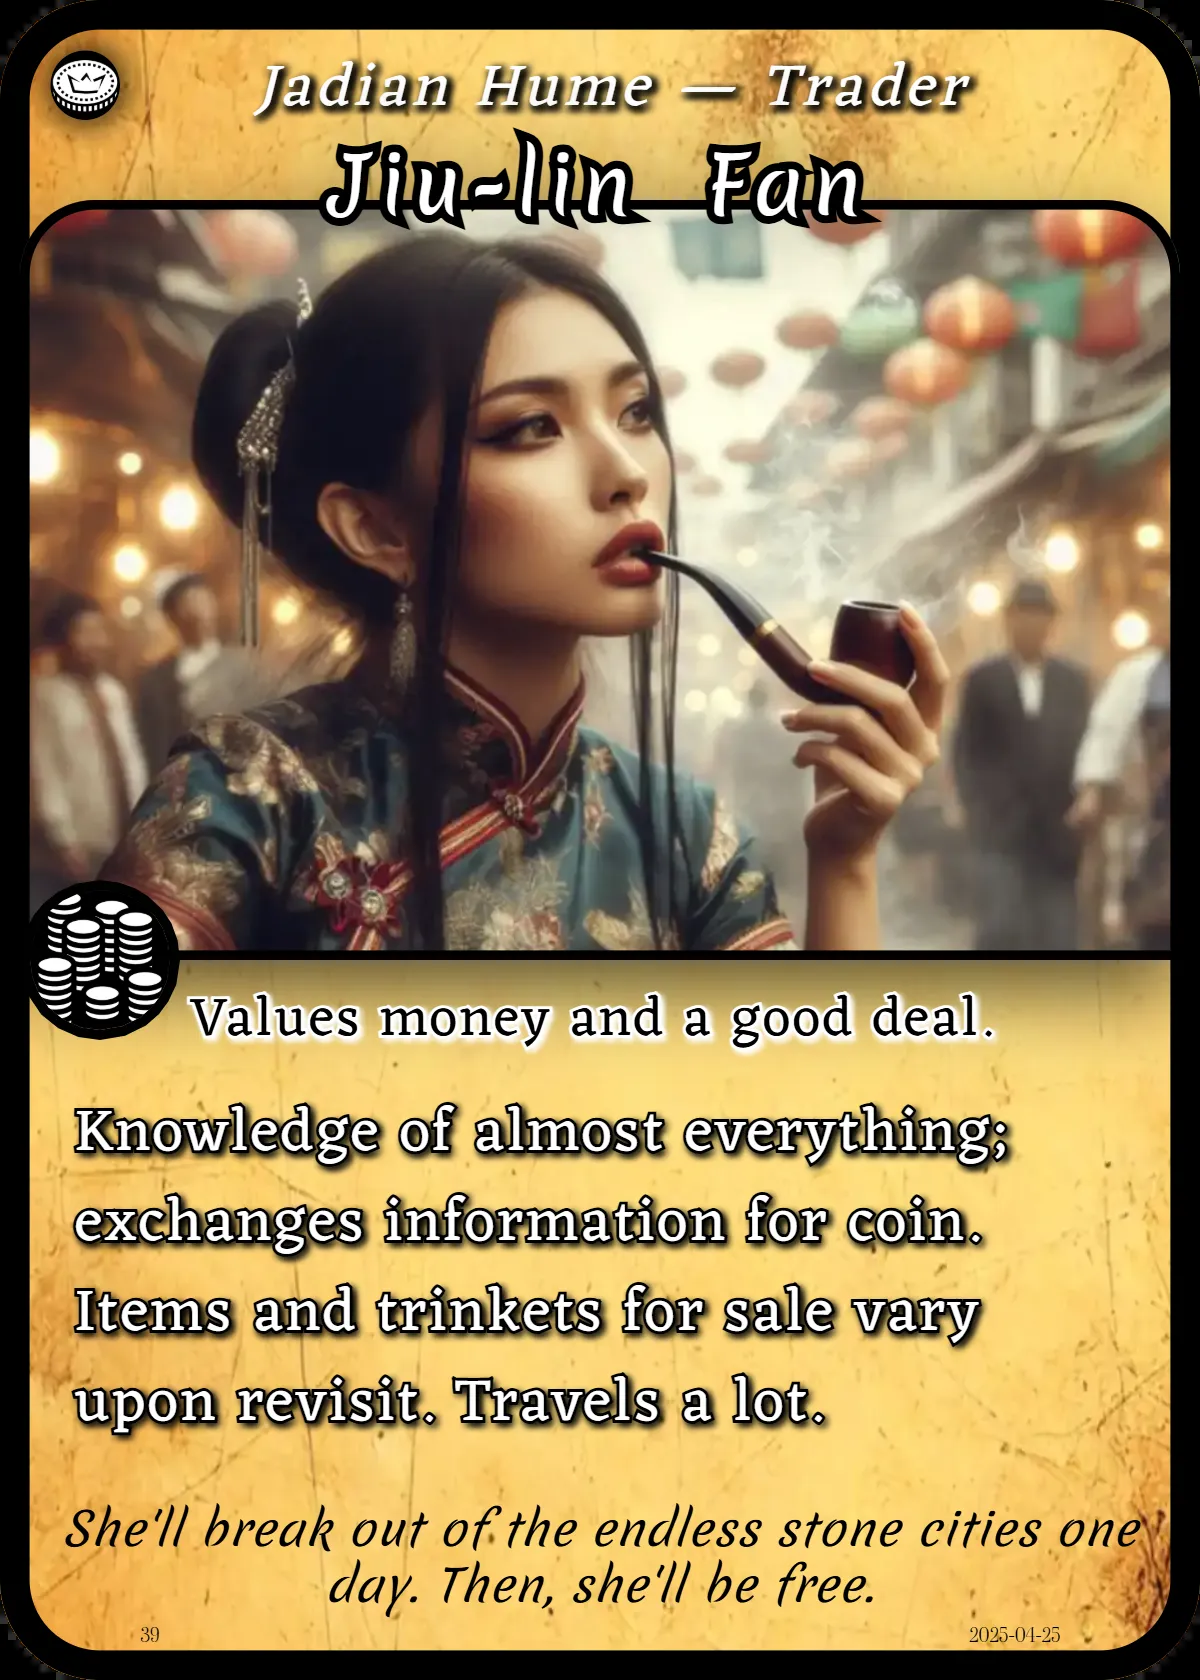 Jadian Hume — Trader
Jiu-lin Fan
Values money and a good deal.
Knowledge of almost everything;
exchanges information for coin.
Items and trinkets for sale vary
upon revisit. Travels a lot.
She'll break out of the endless stone cities one
day. Then, she'll be free.
39
2025-04-25